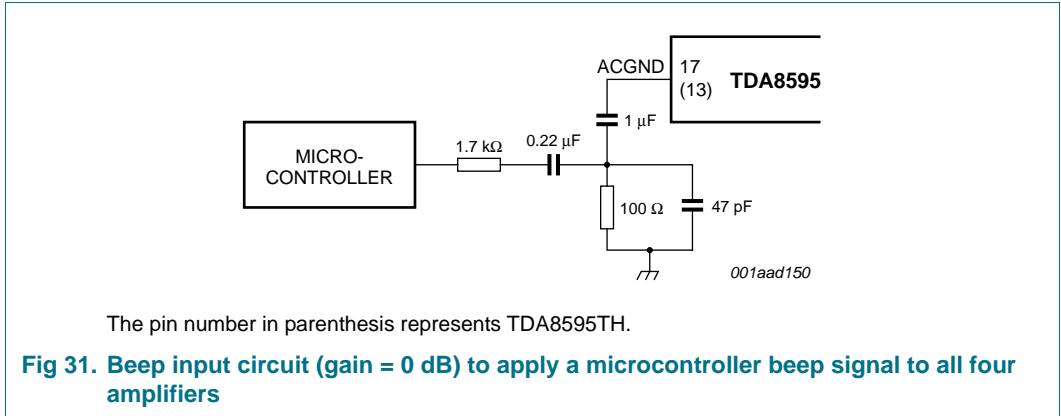 ACGND
17
(13)
TDA8595
1 μF
MICRO-
CONTROLLER
1.7 kΩ
0.22 μF
100 Ω
47 pF
001aad150
The pin number in parenthesis represents TDA8595TH.
Fig 31. Beep input circuit (gain = 0 dB) to apply a microcontroller beep signal to all four
amplifiers